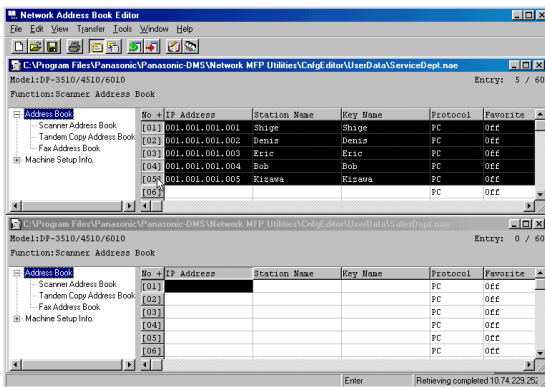 Network Address Book Editor
File Edit View Transfer Tools Window Help
C:\Program Files\Panasonic\Panasonic-DMS\Network MFP Utilities\CnfgEditor\UserData\ServiceDept.nae
Model:DP-3510/4510/6010 Entry: 5 / 60
Function:Scanner Address Book
Address Book
Scanner Address Book
Tandem Copy Address Book
Fax Address Book
Machine Setup Info.
No + IP Address Station Name Key Name Protocol Favorite
[01] 001.001.001.001 Shige Shige PC Off
[02] 001.001.001.002 Denis Denis PC Off
[03] 001.001.001.003 Eric Eric PC Off
[04] 001.001.001.004 Bob Bob PC Off
[05] 001.001.001.005 Kizawa Kizawa PC Off
[06] PC Off
C:\Program Files\Panasonic\Panasonic-DMS\Network MFP Utilities\CnfgEditor\UserData\SalesDept.nae
Model:DP-3510/4510/6010 Entry: 0 / 60
Function:Scanner Address Book
Address Book
Scanner Address Book
Tandem Copy Address Book
Fax Address Book
Machine Setup Info.
No + IP Address Station Name Key Name Protocol Favorite
[01] PC Off
[02] PC Off
[03] PC Off
[04] PC Off
[05] PC Off
[06] PC Off
Enter Retrieving completed 10.74.229.252